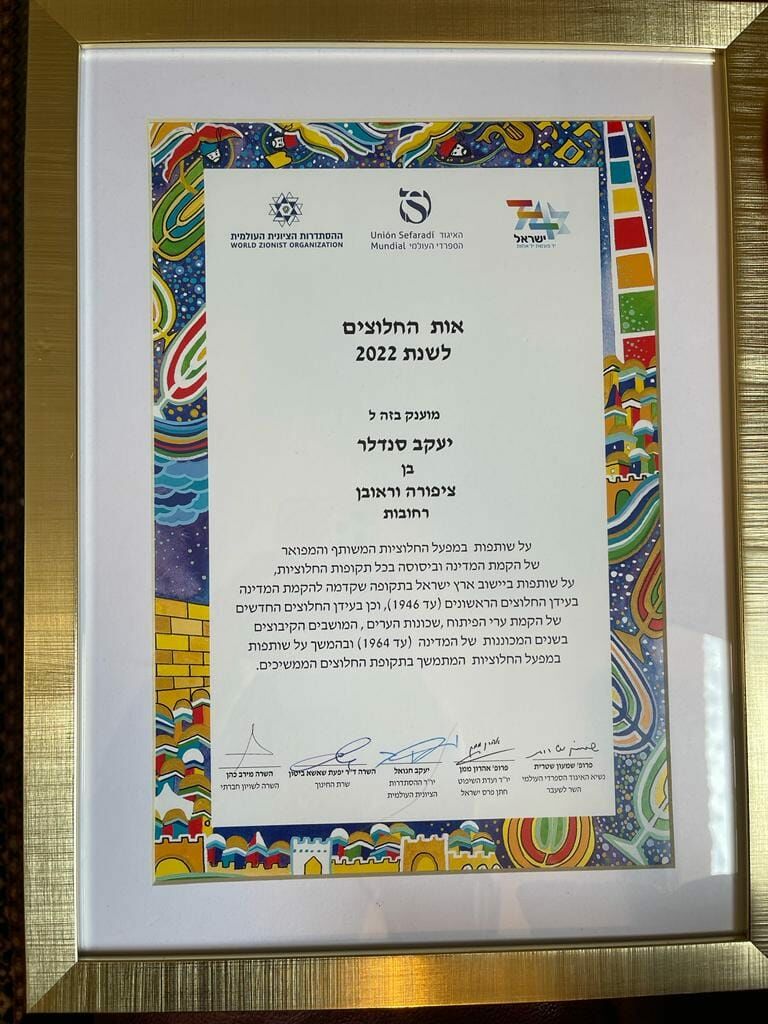 ההסתדרות הציונית העולמית
WORLD ZIONIST ORGANIZATION
Unión Sefaradí האיגוד
Mundial הספרדי העולמי
ישראל
אות החלוצים
לשנת 2022
מוענק בזה ל
יעקב סנדלר
בן
ציפורה וראובן
רחובות
על שותפות במפעל החלוציות המשותף והמפואר
של הקמת המדינה וביסוסה בכל תקופות החלוציות,
על שותפות ביישוב ארץ ישראל בתקופה שקדמה להקמת המדינה
בעידן החלוצים הראשונים (עד 1946), וכן בעידן החלוצים החדשים
של הקמת ערי הפיתוח ,שכונות הערים , המושבים הקיבוצים
בשנים המכוננות של המדינה (עד 1964) ובהמשך על שותפות
במפעל החלוציות המתמשך בתקופת החלוצים הממשיכים.
פרופ' שמעון שטרית
נשיא האיגוד הספרדי העולמי
השר לשעבר
פרופ' אהרון ממן
יו"ר ועדת השיפוט
חתן פרס ישראל
יעקב חגואל
יו"ר ההסתדרות
הציונית העולמית
השרה ד"ר יפעת שאשא ביטון
שרת החינוך
השרה מירב כהן
השרה לשויון חברתי